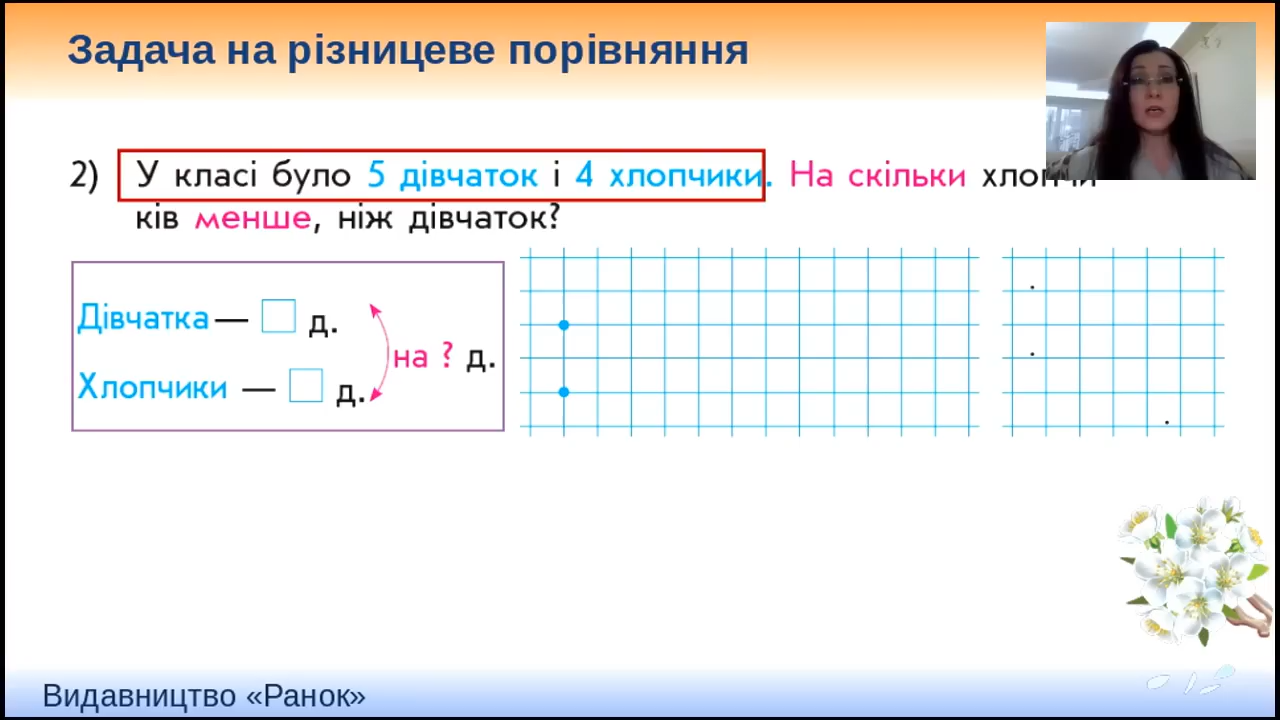 Задача на різницеве порівняння
2) У класі було 5 дівчаток і 4 хлопчики. На скільки хлопчи-
ків менше, ніж дівчаток?
Дівчатка — д.
на ? д.
Хлопчики — д.
Видавництво «Ранок»